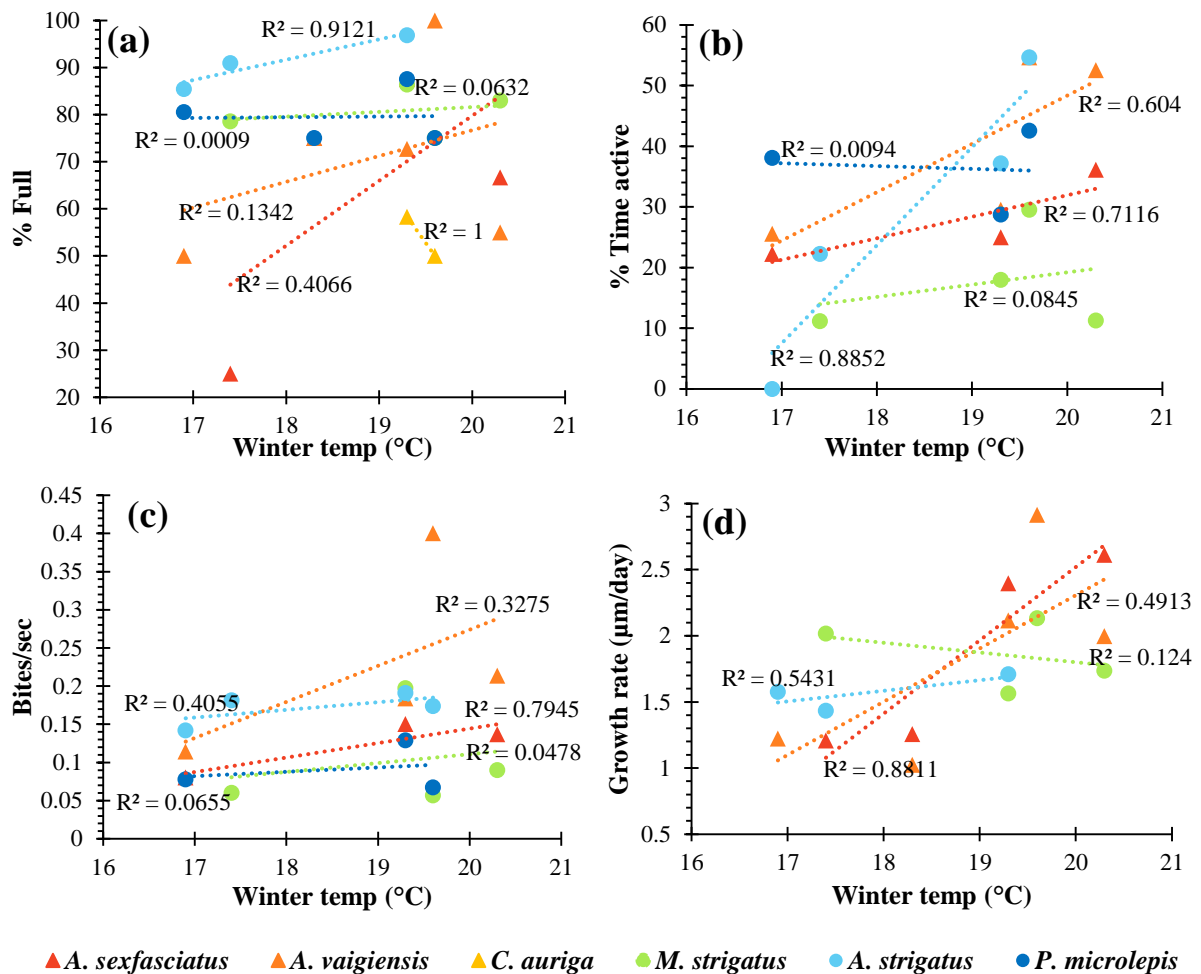 (a)
% Full
100
90
80
70
60
50
40
30
20
R² = 0.9121
R² = 0.0632
R² = 0.0009
R² = 0.1342
R² = 1
R² = 0.4066
16 17 18 19 20 21
Winter temp (°C)
(b)
% Time active
60
50
40
30
20
10
0
R² = 0.604
R² = 0.0094
R² = 0.7116
R² = 0.0845
R² = 0.8852
16 17 18 19 20 21
Winter temp (°C)
(c)
Bites/sec
0.45
0.4
0.35
0.3
0.25
0.2
0.15
0.1
0.05
0
R² = 0.3275
R² = 0.4055
R² = 0.7945
R² = 0.0478
R² = 0.0655
16 17 18 19 20 21
Winter temp (°C)
(d)
Growth rate (µm/day)
3
2.5
2
1.5
1
0.5
R² = 0.4913
R² = 0.124
R² = 0.5431
R² = 0.8811
16 17 18 19 20 21
Winter temp (°C)
A. sexfasciatus A. vaigiensis C. auriga M. strigatus A. strigatus P. microlepis